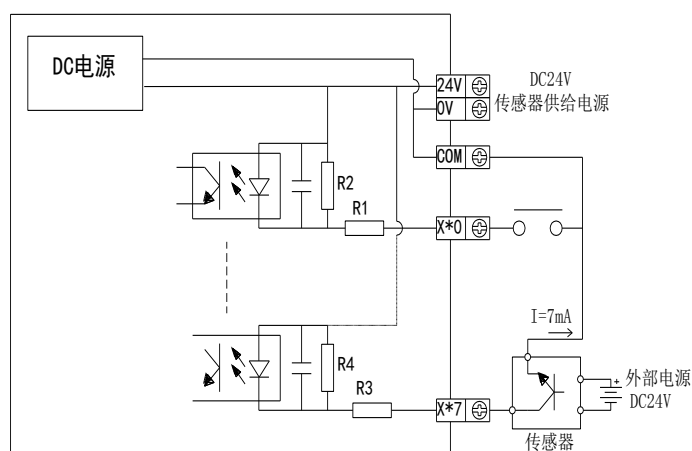 DC电源
24V
0V
DC24V
传感器供给电源
COM
R2
R1
X*0
I=7mA
R4
R3
X*7
+
外部电源
DC24V
传感器